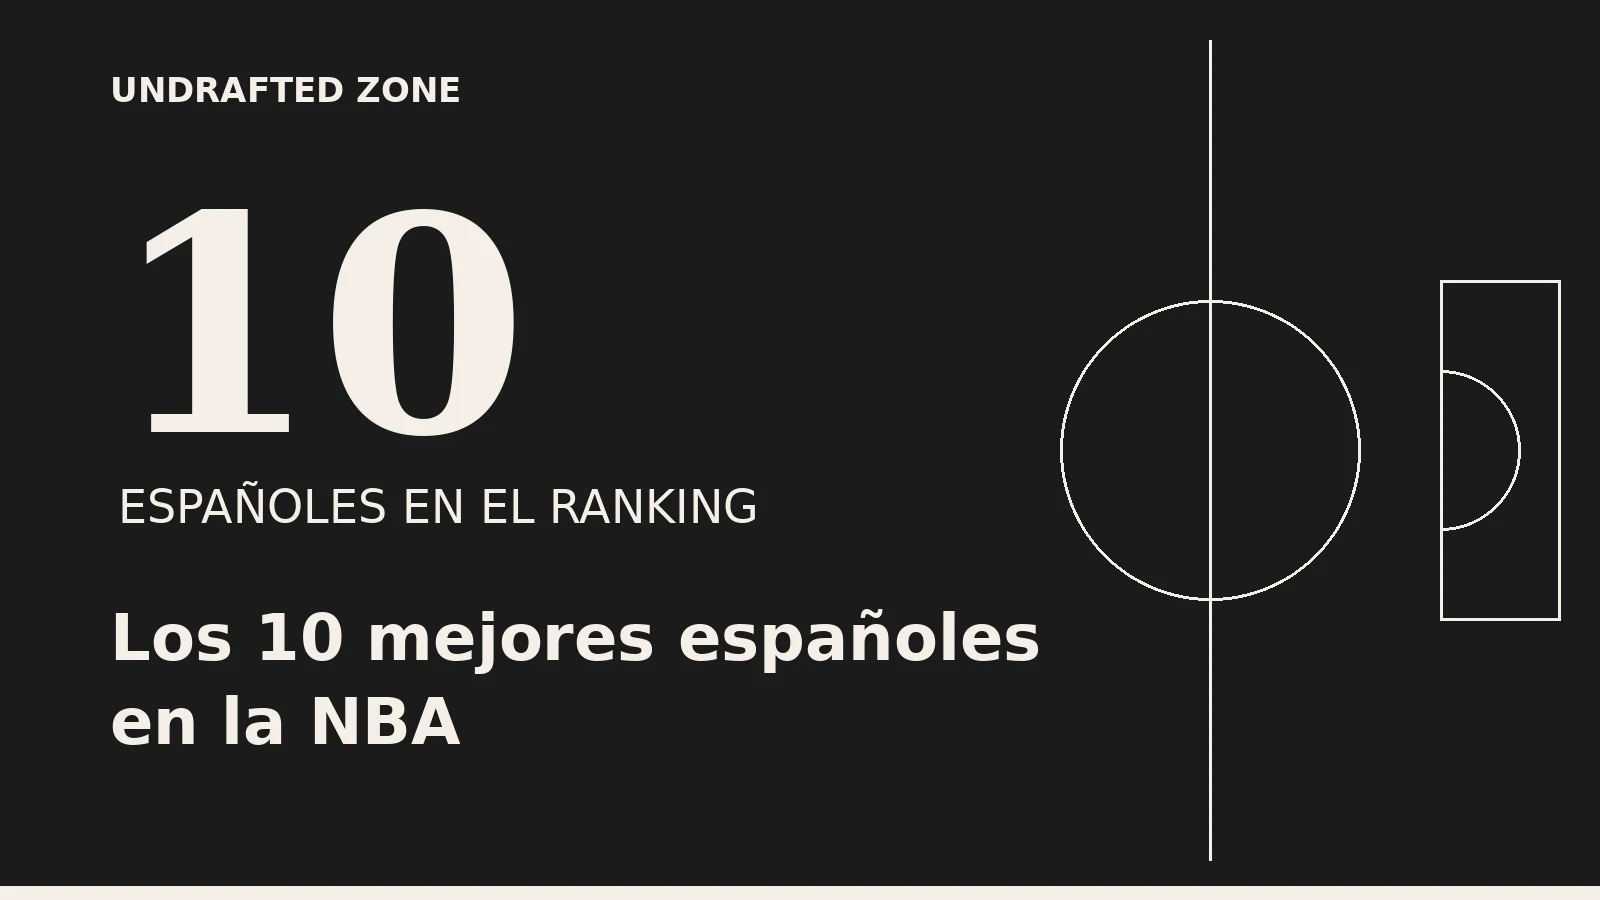 UNDRAFTED ZONE
10
ESPAÑOLES EN EL RANKING
Los 10 mejores españoles
en la NBA